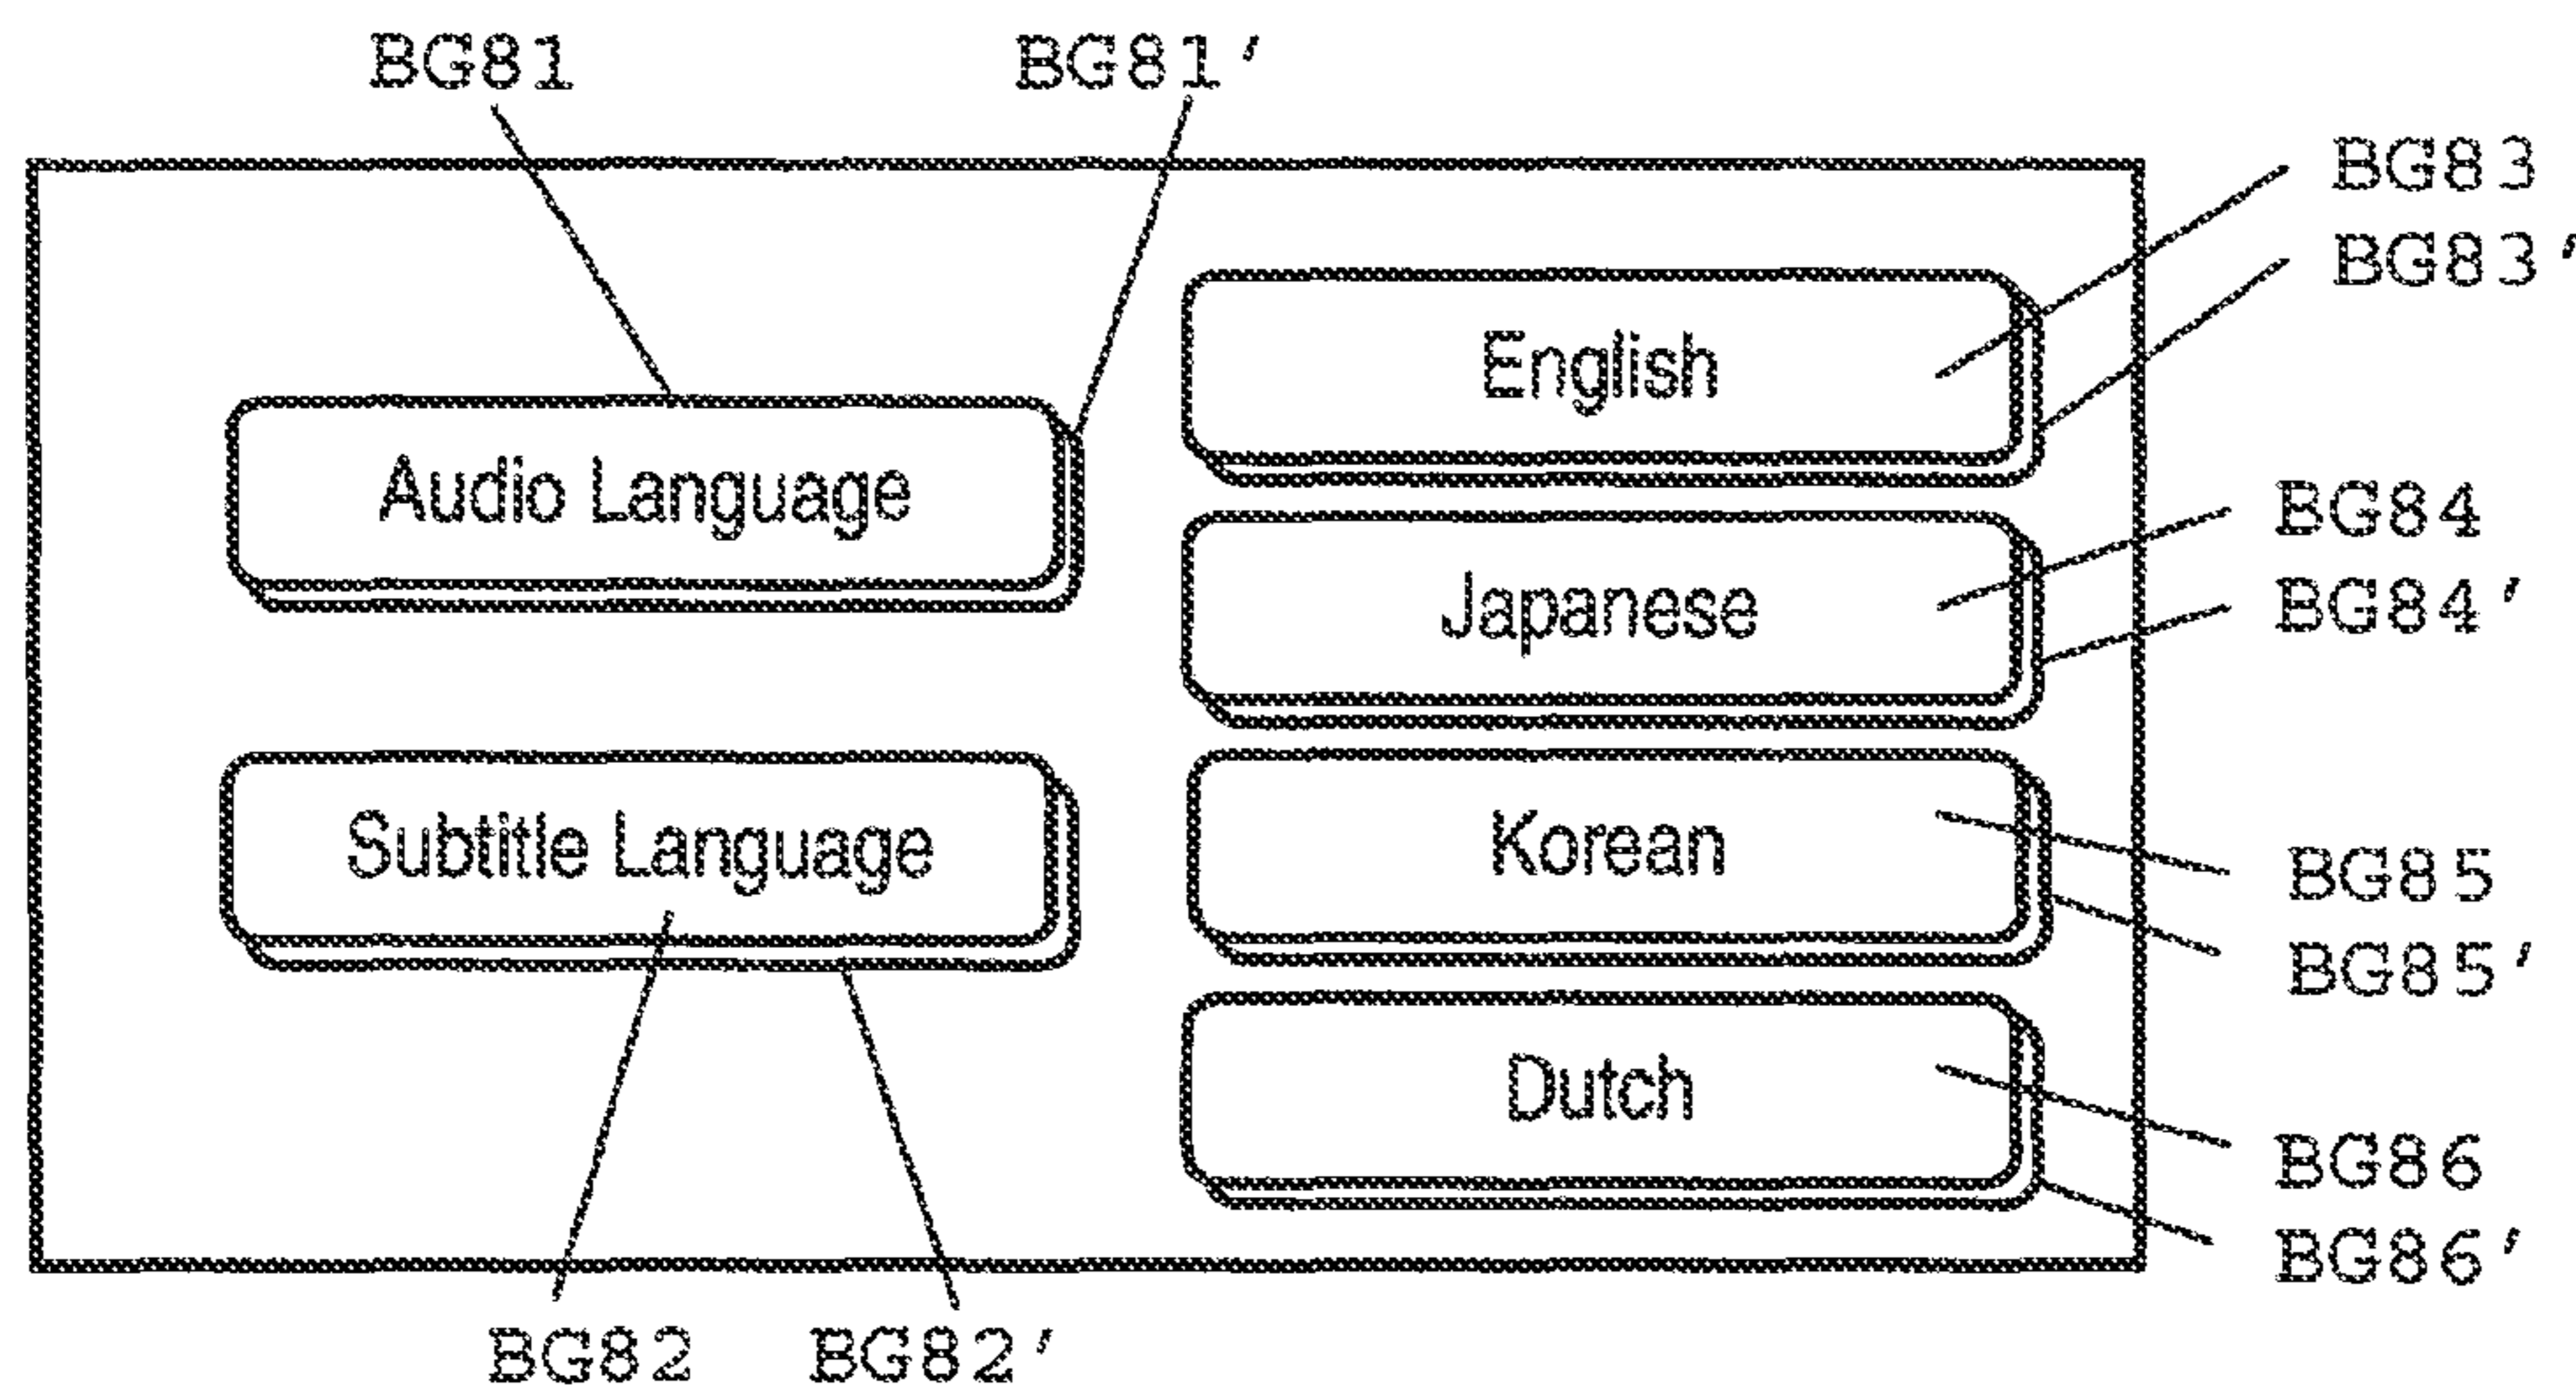 BG81 BG81'
BG83
BG83'
English
Audio Language
BG84
Japanese
BG84'
Subtitle Language
Korean
BG85
BG85'
Dutch
BG86
BG86'
BG82 BG82'